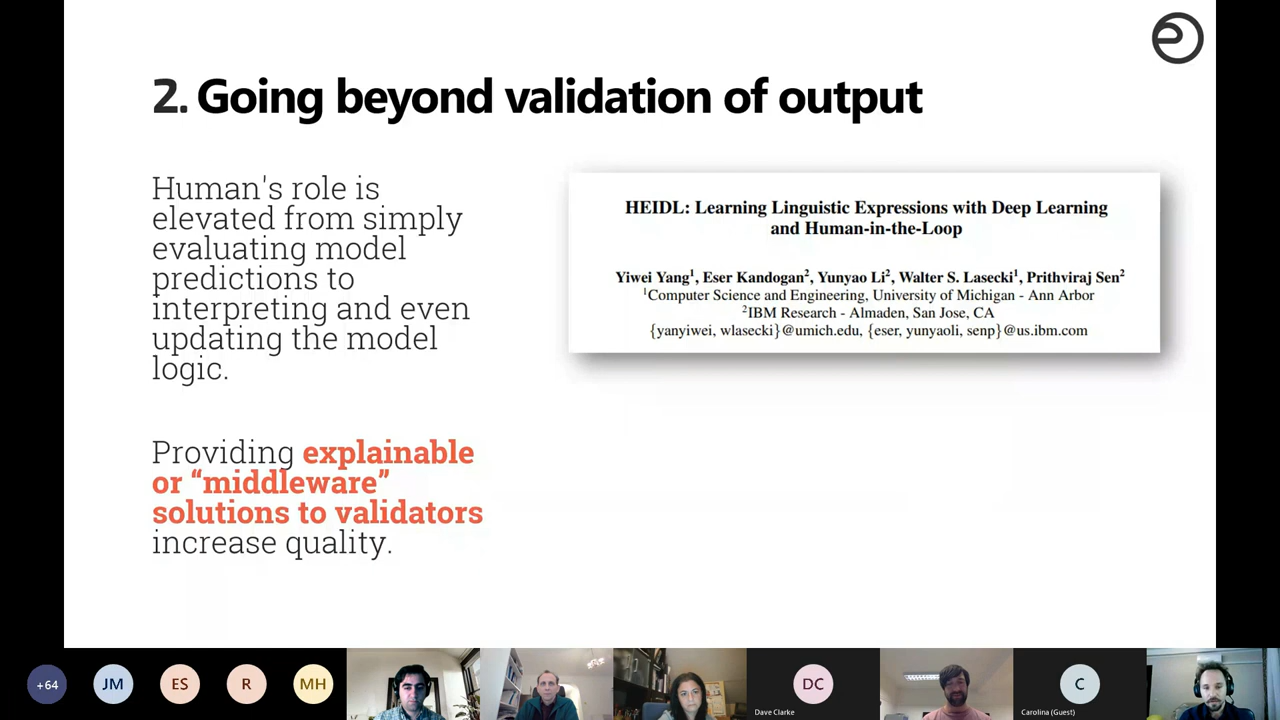 2. Going beyond validation of output
Human's role is
elevated from simply
evaluating model
predictions to
interpreting and even
updating the model
logic.
Providing explainable
or “middleware”
solutions to validators
increase quality.
HEIDL: Learning Linguistic Expressions with Deep Learning
and Human-in-the-Loop
Yiwei Yang1, Eser Kandogan2, Yunyao Li2, Walter S. Lasecki1, Prithviraj Sen2
1Computer Science and Engineering, University of Michigan - Ann Arbor
2IBM Research - Almaden, San Jose, CA
{yanyiwei, wlasecki}@umich.edu, {eser, yunyaoli, senp}@us.ibm.com
+64
JM
ES
R
MH
DC
Dave Clarke
C
Carolina (Guest)